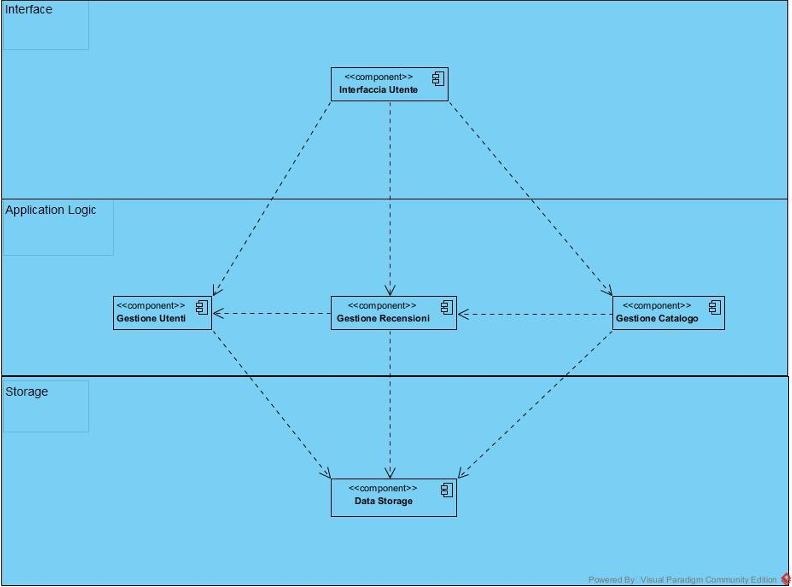 Interface
<<component>>
Interfaccia Utente
Application Logic
<<component>>
Gestione Utenti
<<component>>
Gestione Recensioni
<<component>>
Gestione Catalogo
Storage
<<component>>
Data Storage
Powered By: Visual Paradigm Community Edition